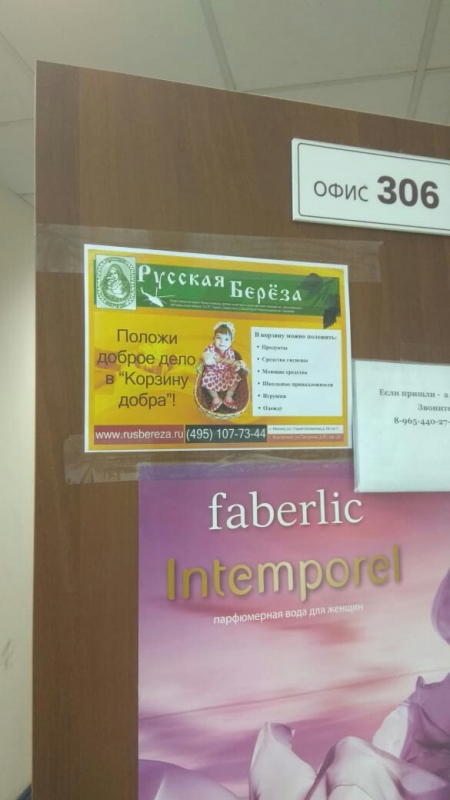 ОФИС 306
Русская
Берёза
Положи
доброе дело
в "Корзину
добра"!
В корзину можно положить:
• Продукты
• Средства гигиены
• Моющие средства
• Школьные принадлежности
• Игрушки
• Одежду
www.rusbereza.ru (495) 107-73-44
Если пришли - а
Звоните
8-965-440-27-
faberlic
Intemporel
парфюмерная вода для женщин